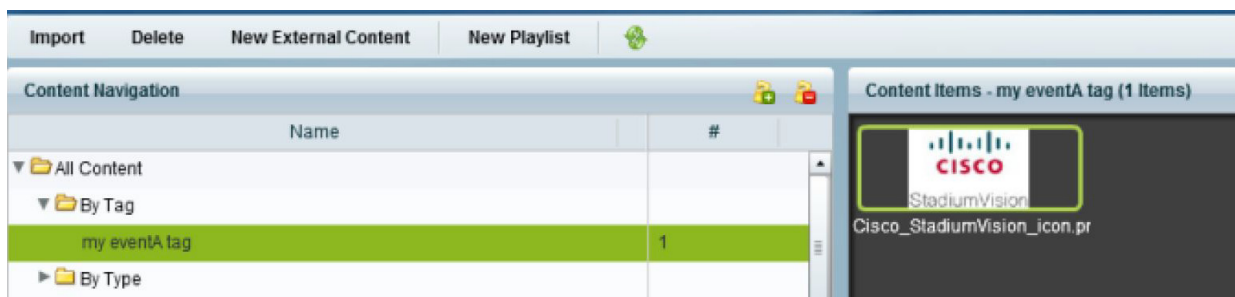 Import Delete New External Content New Playlist
Content Navigation
Name #
All Content
By Tag
my eventA tag 1
By Type
Content Items - my eventA tag (1 Items)
CISCO
StadiumVision
Cisco_StadiumVision_icon.pr